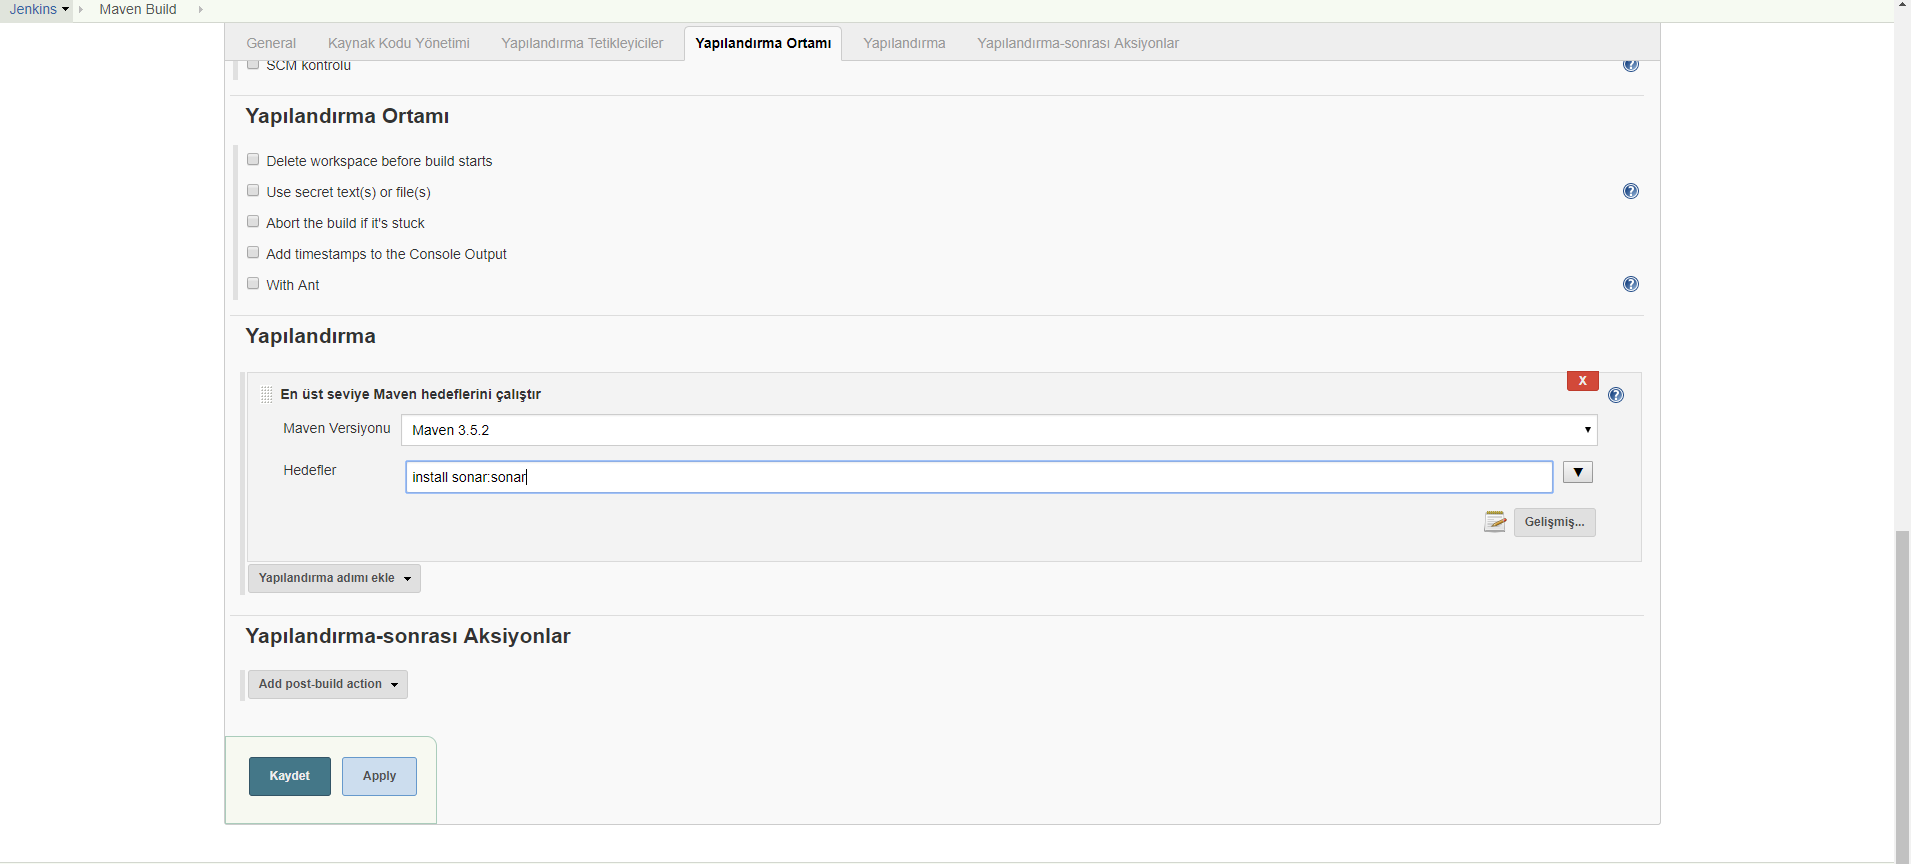 Jenkins Maven Build
General Kaynak Kodu Yönetimi Yapılandırma Tetikleyiciler Yapılandırma Ortamı Yapılandırma Yapılandırma-sonrası Aksiyonlar
SCM kontrolü
Yapılandırma Ortamı
Delete workspace before build starts
Use secret text(s) or file(s)
Abort the build if it's stuck
Add timestamps to the Console Output
With Ant
Yapılandırma
X
En üst seviye Maven hedeflerini çalıştır
Maven Versiyonu Maven 3.5.2
Hedefler install sonar:sonar
Gelişmiş...
Yapılandırma adımı ekle
Yapılandırma-sonrası Aksiyonlar
Add post-build action
Kaydet Apply